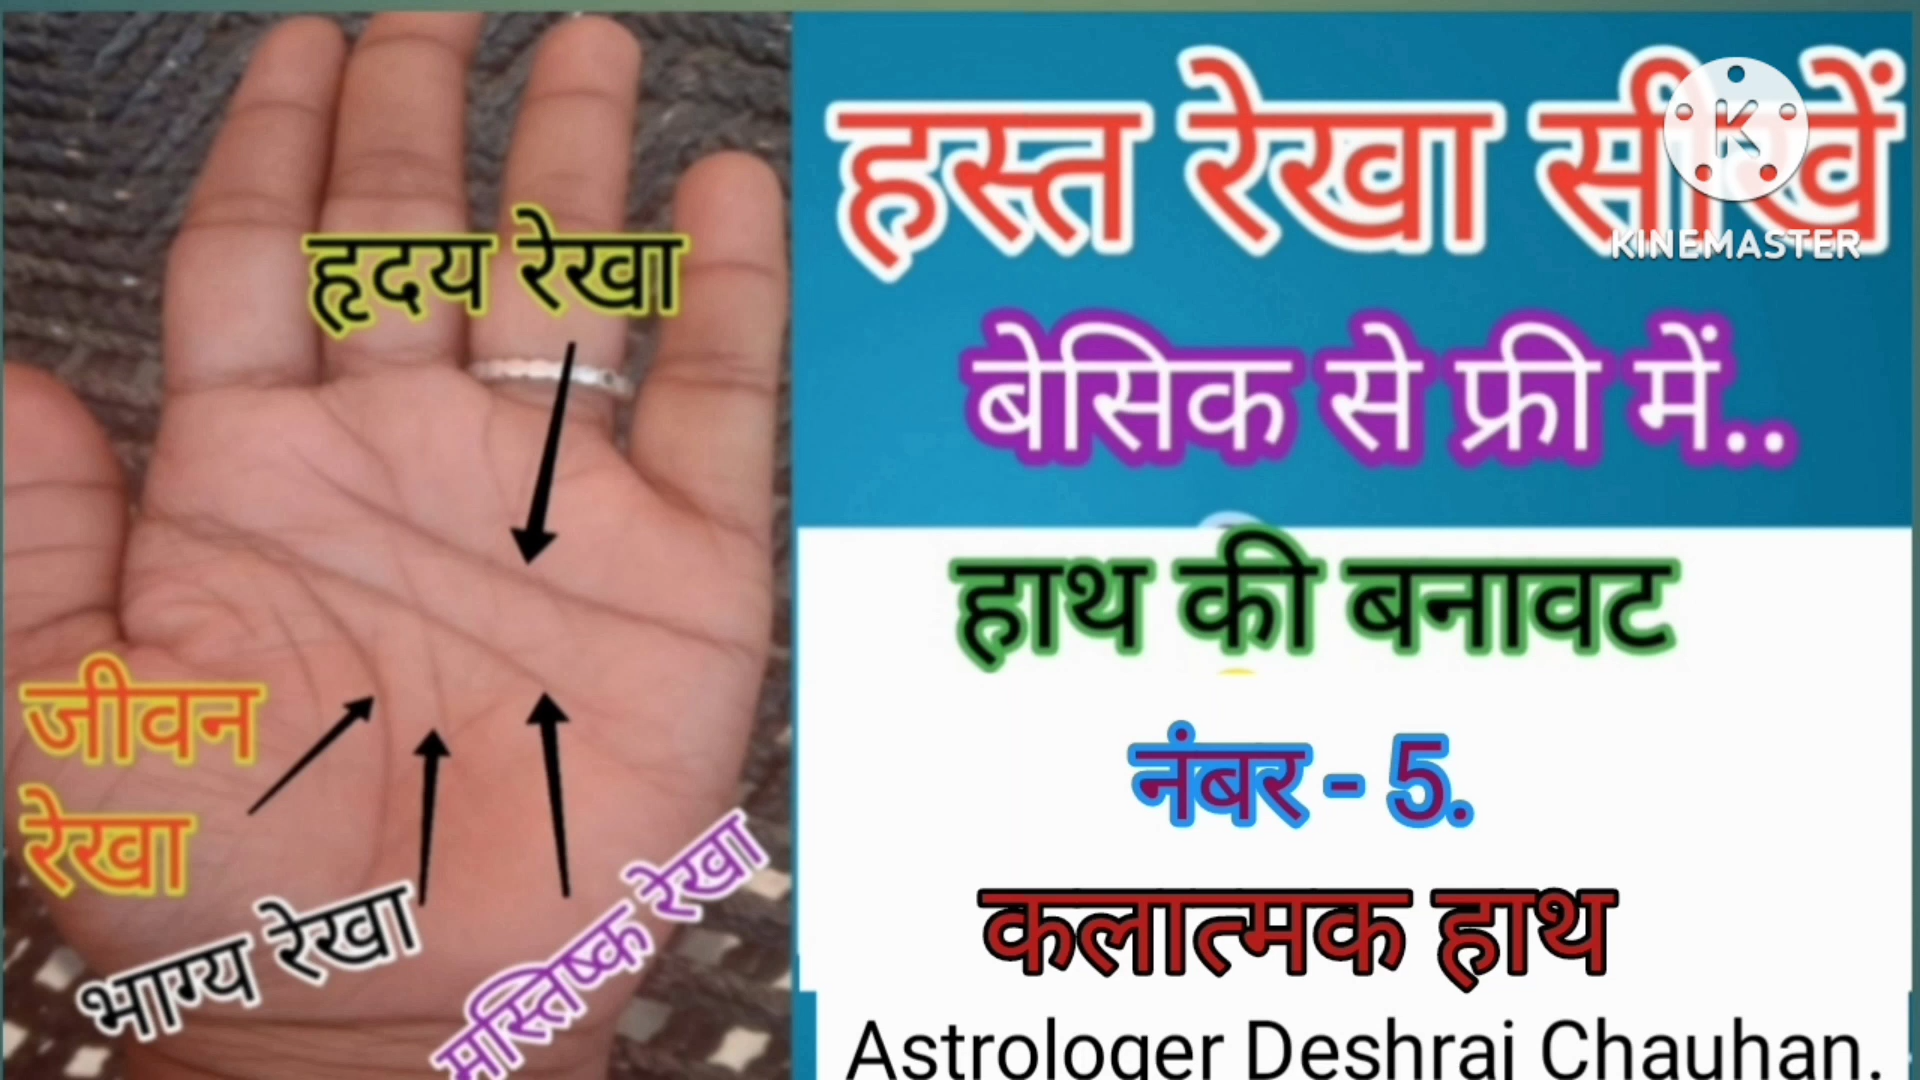 हृदय रेखा
जीवन
रेखा
भाग्य रेखा
मस्तिष्क रेखा
हस्त रेखा सीखें
K
KINEMASTER
बेसिक से फ्री में..
हाथ की बनावट
नंबर - 5.
कलात्मक हाथ
Astrologer Deshraj Chauhan.